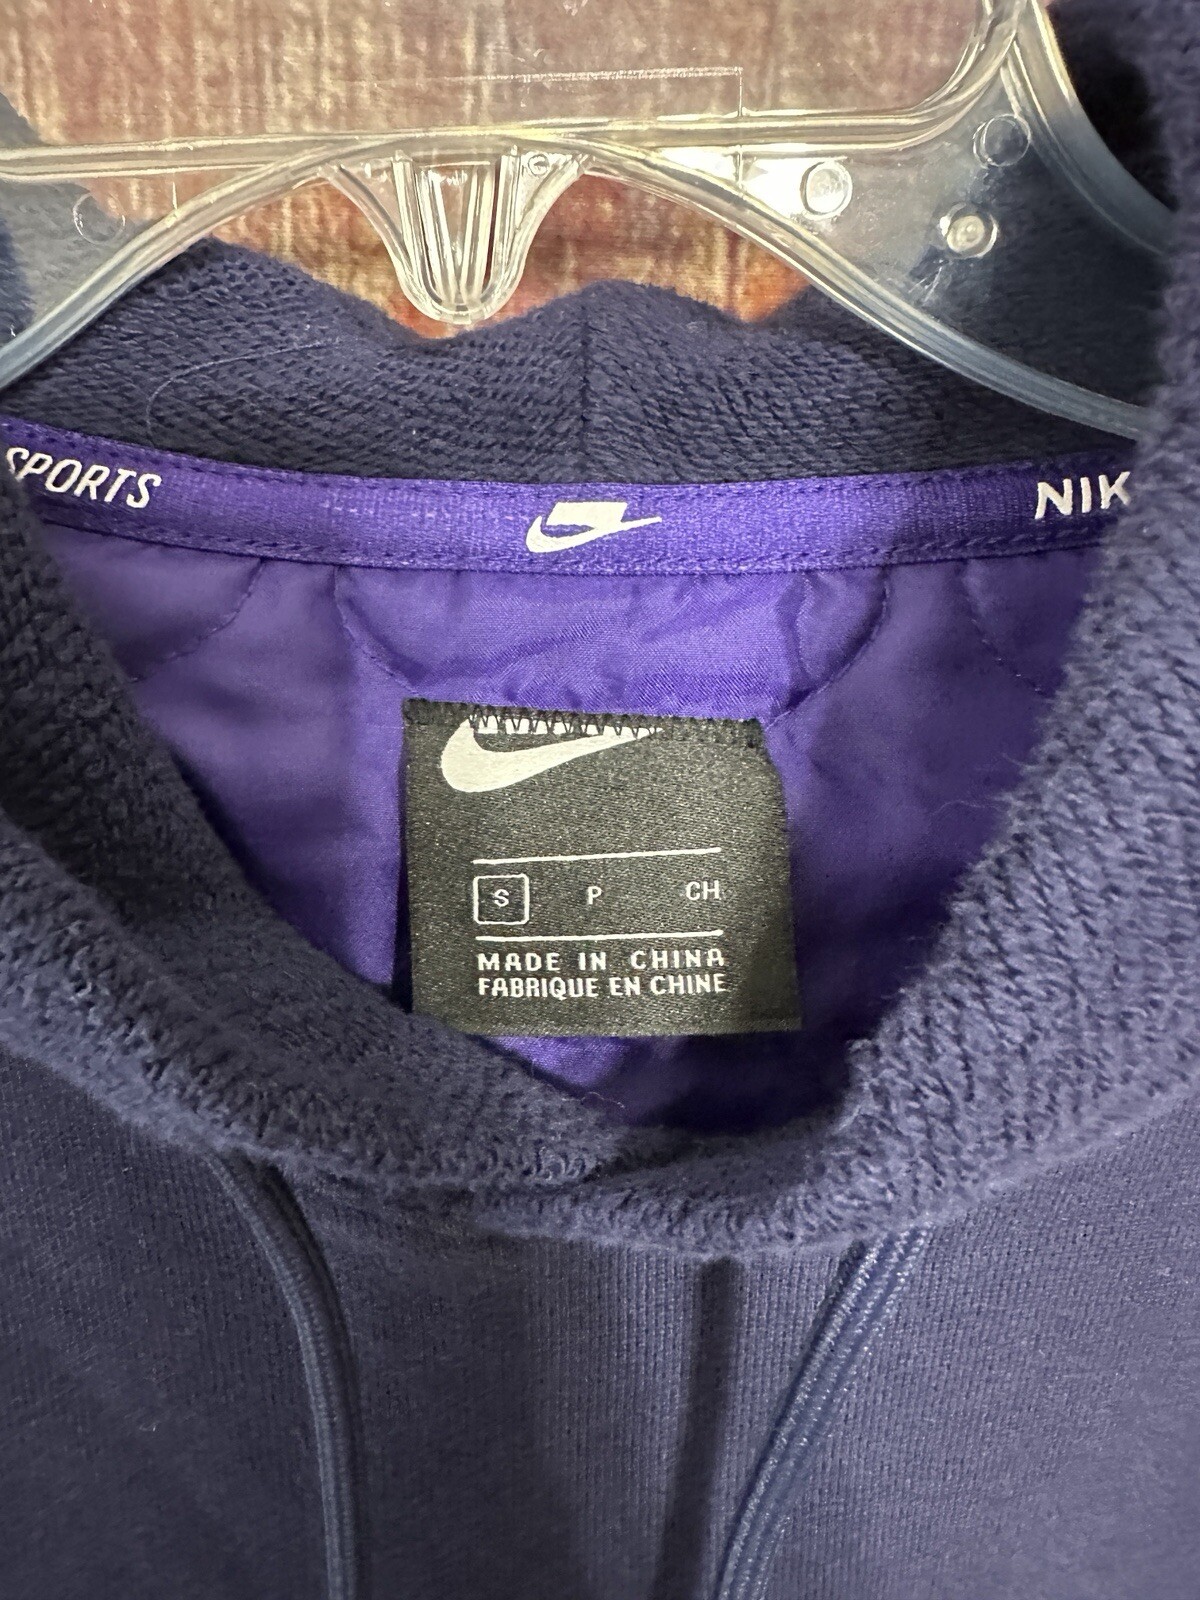 SPORTS
NIK
S P CH
MADE IN CHINA
FABRIQUE EN CHINE